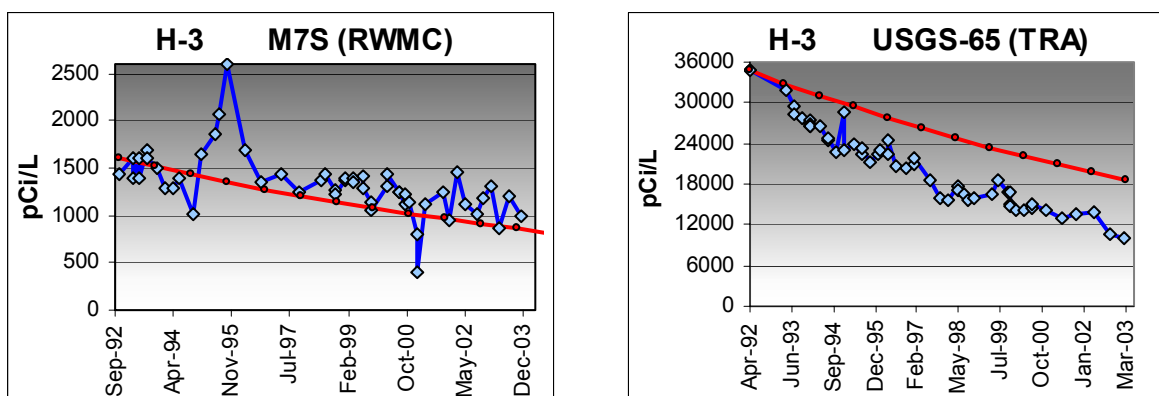 H-3 M7S (RWMC)
pCi/L
2500
2000
1500
1000
500
0
Sep-92
Apr-94
Nov-95
Jul-97
Feb-99
Oct-00
May-02
Dec-03
H-3 USGS-65 (TRA)
pCi/L
36000
30000
24000
18000
12000
6000
0
Apr-92
Jun-93
Sep-94
Dec-95
Feb-97
May-98
Jul-99
Oct-00
Jan-02
Mar-03